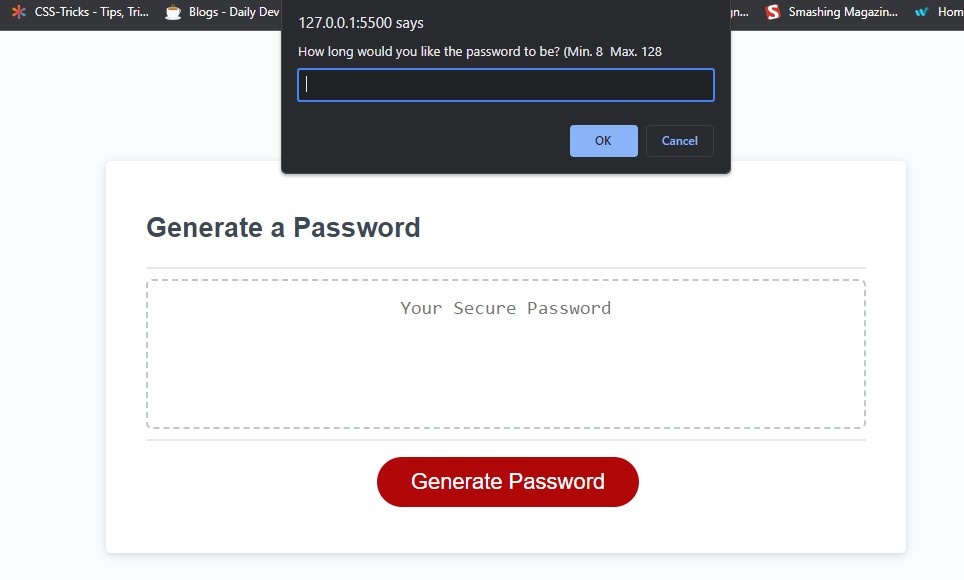 CSS-Tricks - Tips, Tri...
Blogs - Daily Dev
Smashing Magazin...
Hom
127.0.0.1:5500 says
How long would you like the password to be? (Min. 8 Max. 128
OK
Cancel
Generate a Password
Your Secure Password
Generate Password